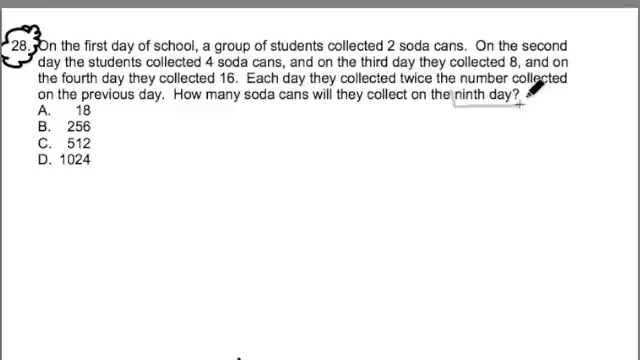 28. On the first day of school, a group of students collected 2 soda cans. On the second
day the students collected 4 soda cans, and on the third day they collected 8, and on
the fourth day they collected 16. Each day they collected twice the number collected
on the previous day. How many soda cans will they collect on the ninth day?
A. 18
B. 256
C. 512
D. 1024